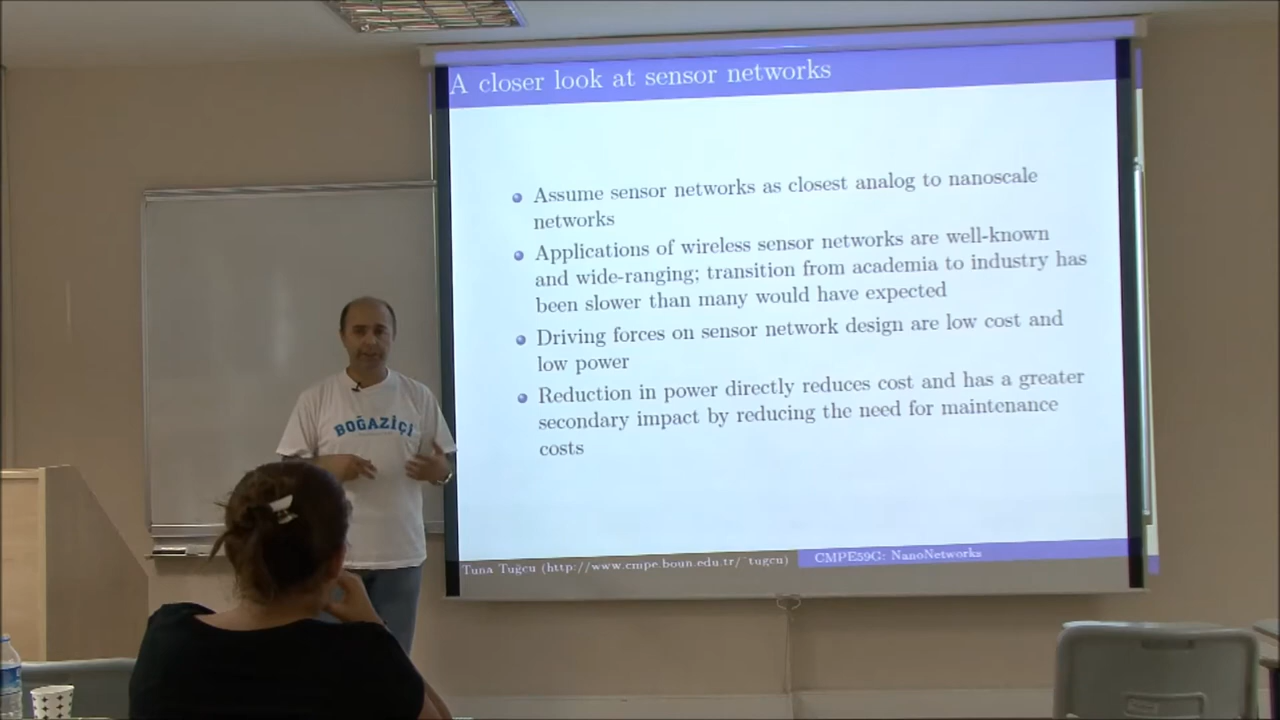 A closer look at sensor networks
Assume sensor networks as closest analog to nanoscale
networks
Applications of wireless sensor networks are well-known
and wide-ranging; transition from academia to industry has
been slower than many would have expected
Driving forces on sensor network design are low cost and
low power
Reduction in power directly reduces cost and has a greater
secondary impact by reducing the need for maintenance
costs
Tuna Tuğcu (http://www.cmpe.boun.edu.tr/~tugcu)
CMPE59G: NanoNetworks
BOĞAZİÇİ